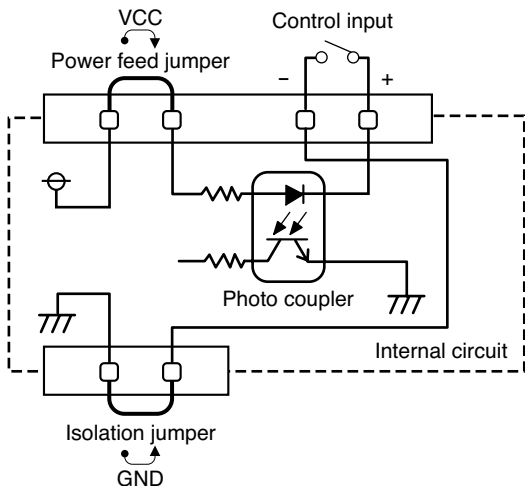 VCC
Control input
Power feed jumper
− +
Photo coupler
Internal circuit
Isolation jumper
GND